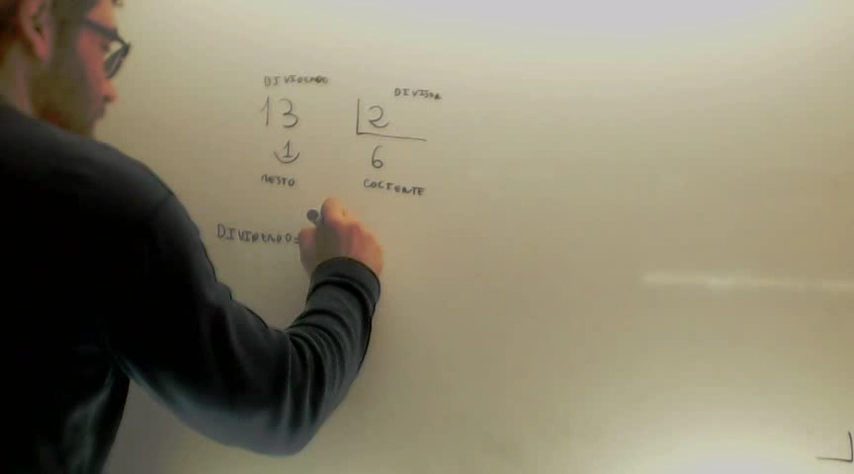 DIVIDENDO DIVISOR
13 2
1 6
RESTO COCIENTE
DIVIDENDO=